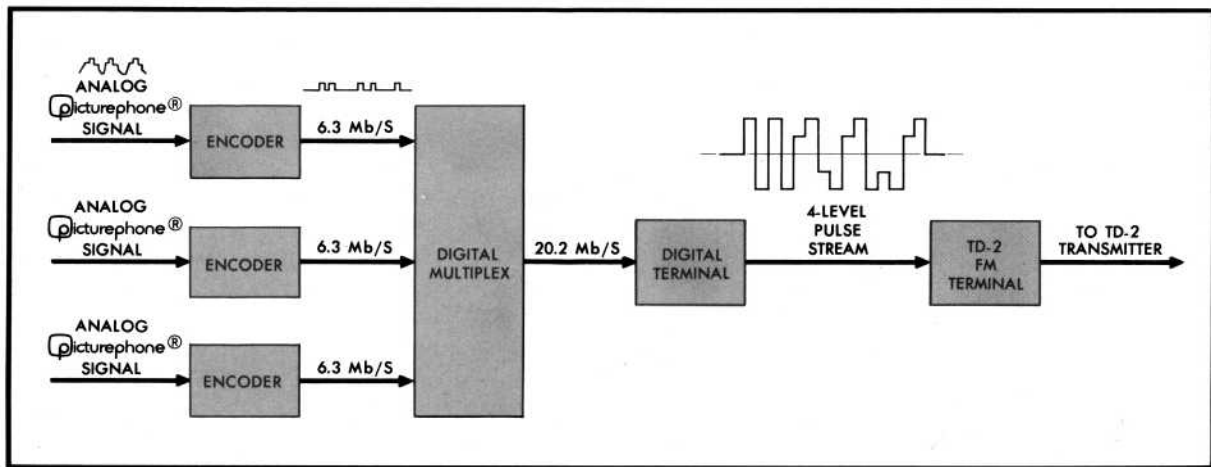 ANALOG
picturephone®
SIGNAL
ENCODER
6.3 Mb/S
ANALOG
picturephone®
SIGNAL
ENCODER
6.3 Mb/S
ANALOG
picturephone®
SIGNAL
ENCODER
6.3 Mb/S
DIGITAL
MULTIPLEX
20.2 Mb/S
DIGITAL
TERMINAL
4-LEVEL
PULSE
STREAM
TD-2
FM
TERMINAL
TO TD-2
TRANSMITTER